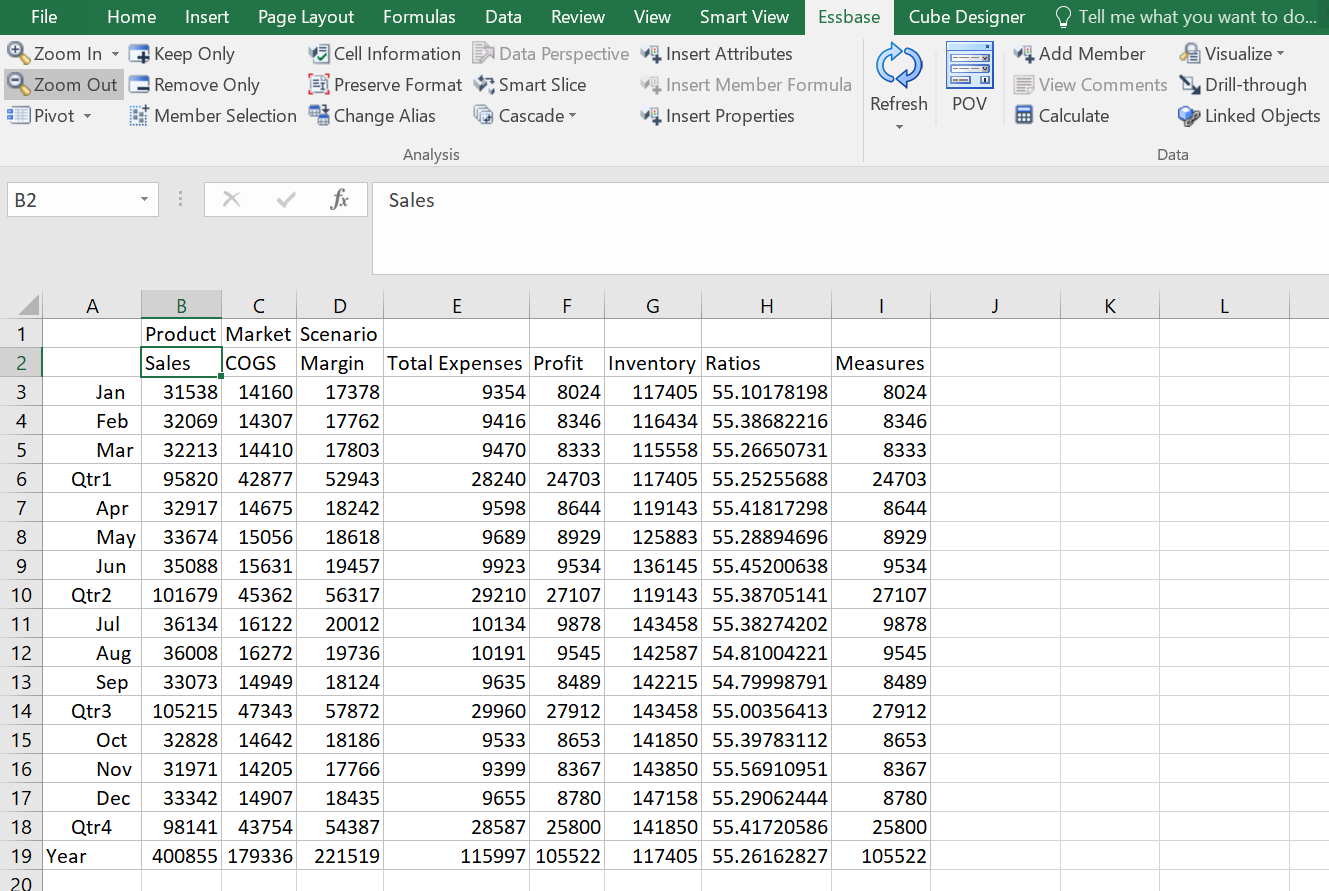 File Home Insert Page Layout Formulas Data Review View Smart View Essbase Cube Designer Tell me what you want to do...
Zoom In Keep Only Cell Information Data Perspective Insert Attributes Add Member Visualize
Zoom Out Remove Only Preserve Format Smart Slice Insert Member Formula Refresh POV View Comments Drill-through
Pivot Member Selection Change Alias Cascade Insert Properties Calculate Linked Objects
Analysis Data
B2 fx Sales
A B C D E F G H I J K L
1 Product Market Scenario
2 Sales COGS Margin Total Expenses Profit Inventory Ratios Measures
3 Jan 31538 14160 17378 9354 8024 117405 55.10178198 8024
4 Feb 32069 14307 17762 9416 8346 116434 55.38682216 8346
5 Mar 32213 14410 17803 9470 8333 115558 55.26650731 8333
6 Qtr1 95820 42877 52943 28240 24703 117405 55.25255688 24703
7 Apr 32917 14675 18242 9598 8644 119143 55.41817298 8644
8 May 33674 15056 18618 9689 8929 125883 55.28894696 8929
9 Jun 35088 15631 19457 9923 9534 136145 55.45200638 9534
10 Qtr2 101679 45362 56317 29210 27107 119143 55.38705141 27107
11 Jul 36134 16122 20012 10134 9878 143458 55.38274202 9878
12 Aug 36008 16272 19736 10191 9545 142587 54.81004221 9545
13 Sep 33073 14949 18124 9635 8489 142215 54.79998791 8489
14 Qtr3 105215 47343 57872 29960 27912 143458 55.00356413 27912
15 Oct 32828 14642 18186 9533 8653 141850 55.39783112 8653
16 Nov 31971 14205 17766 9399 8367 143850 55.56910951 8367
17 Dec 33342 14907 18435 9655 8780 147158 55.29062444 8780
18 Qtr4 98141 43754 54387 28587 25800 141850 55.41720586 25800
19 Year 400855 179336 221519 115997 105522 117405 55.26162827 105522
20